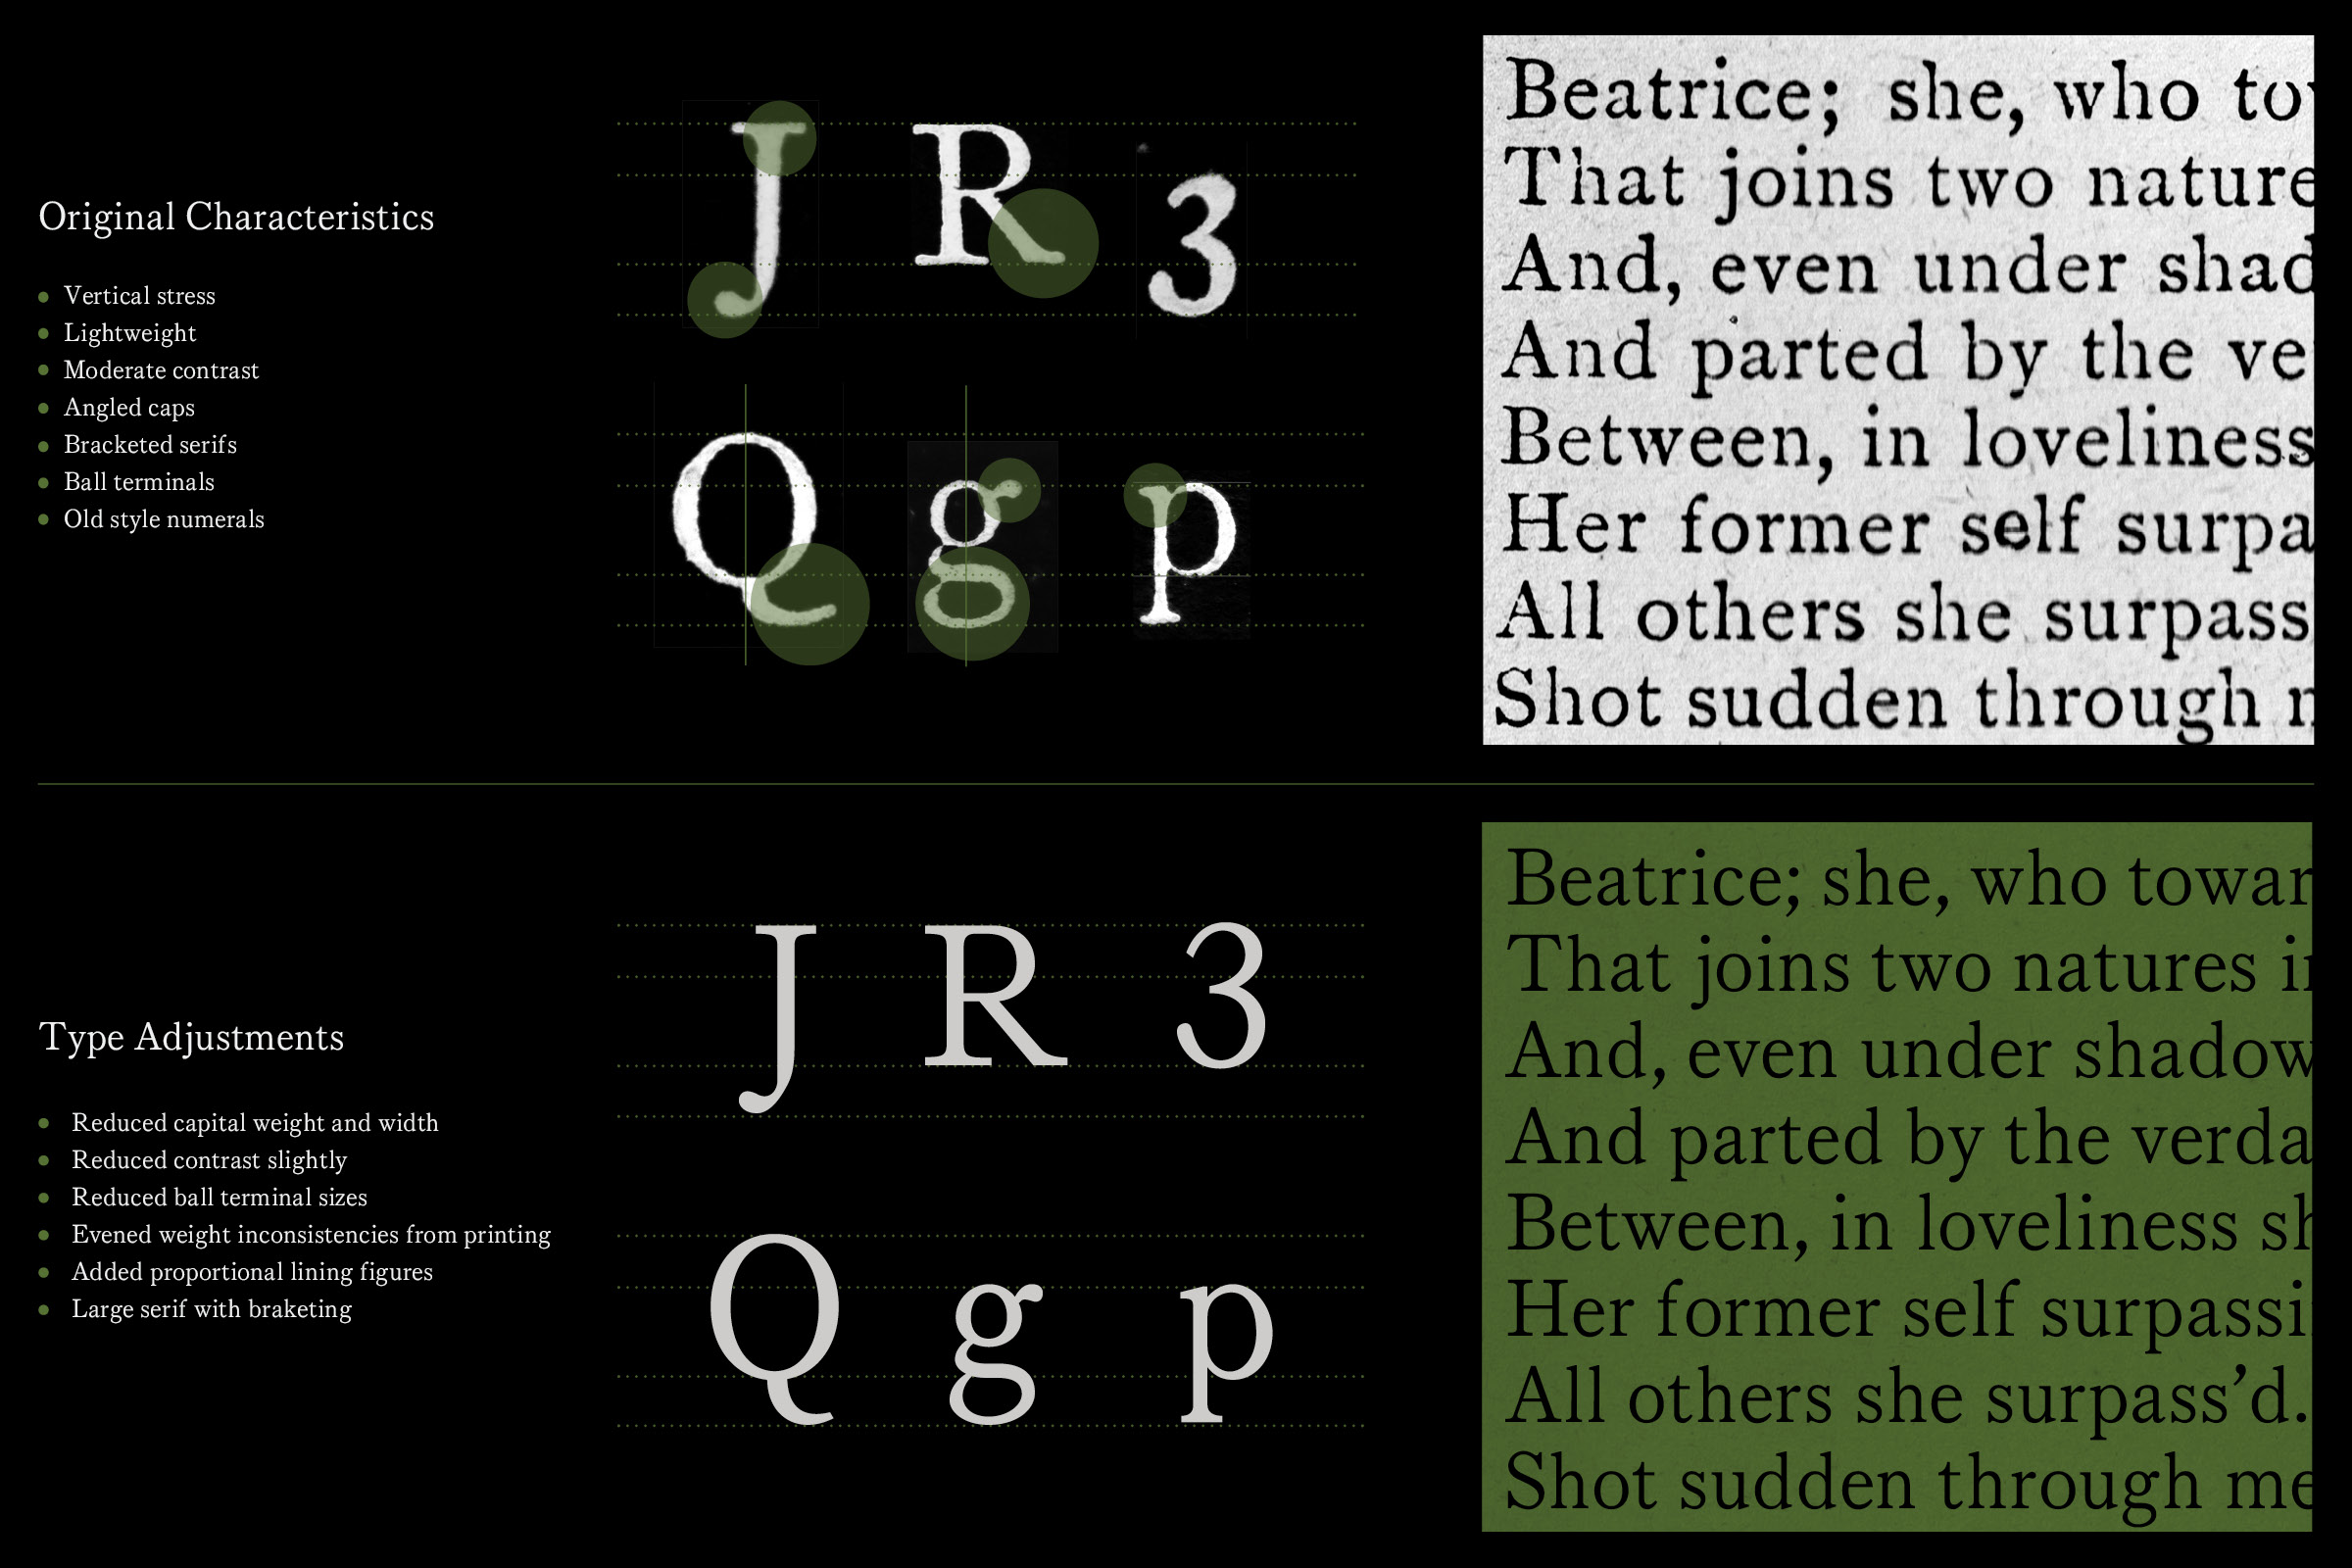 Original Characteristics
Vertical stress
Lightweight
Moderate contrast
Angled caps
Bracketed serifs
Ball terminals
Old style numerals
J R 3
Q g p
Beatrice; she, who
That joins two nature
And, even under shad
And parted by the ve
Between, in loveliness
Her former self surpa
All others she surpass
Shot sudden through
Type Adjustments
Reduced capital weight and width
Reduced contrast slightly
Reduced ball terminal sizes
Evened weight inconsistencies from printing
Added proportional lining figures
Large serif with braketing
J R 3
Q g p
Beatrice; she, who towar
That joins two natures
And, even under shadow
And parted by the verda
Between, in loveliness
Her former self surpassi
All others she surpass’d.
Shot sudden through me